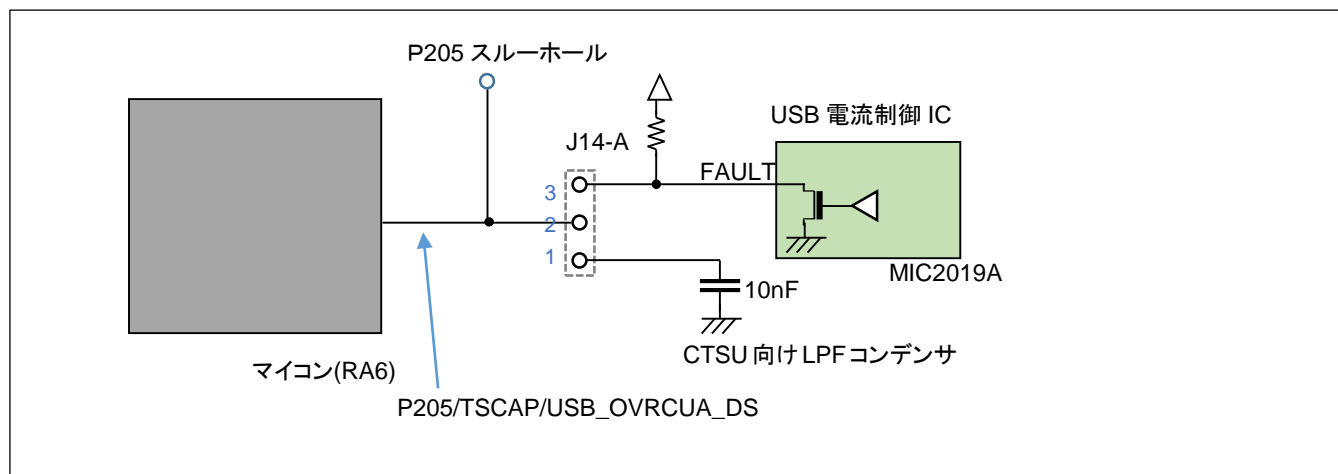 P205 スルーホール
USB 電流制御 IC
J14-A
FAULT
3
2
1
MIC2019A
10nF
CTSU 向け LPF コンデンサ
マイコン(RA6)
P205/TSCAP/USB_OVRCUA_DS